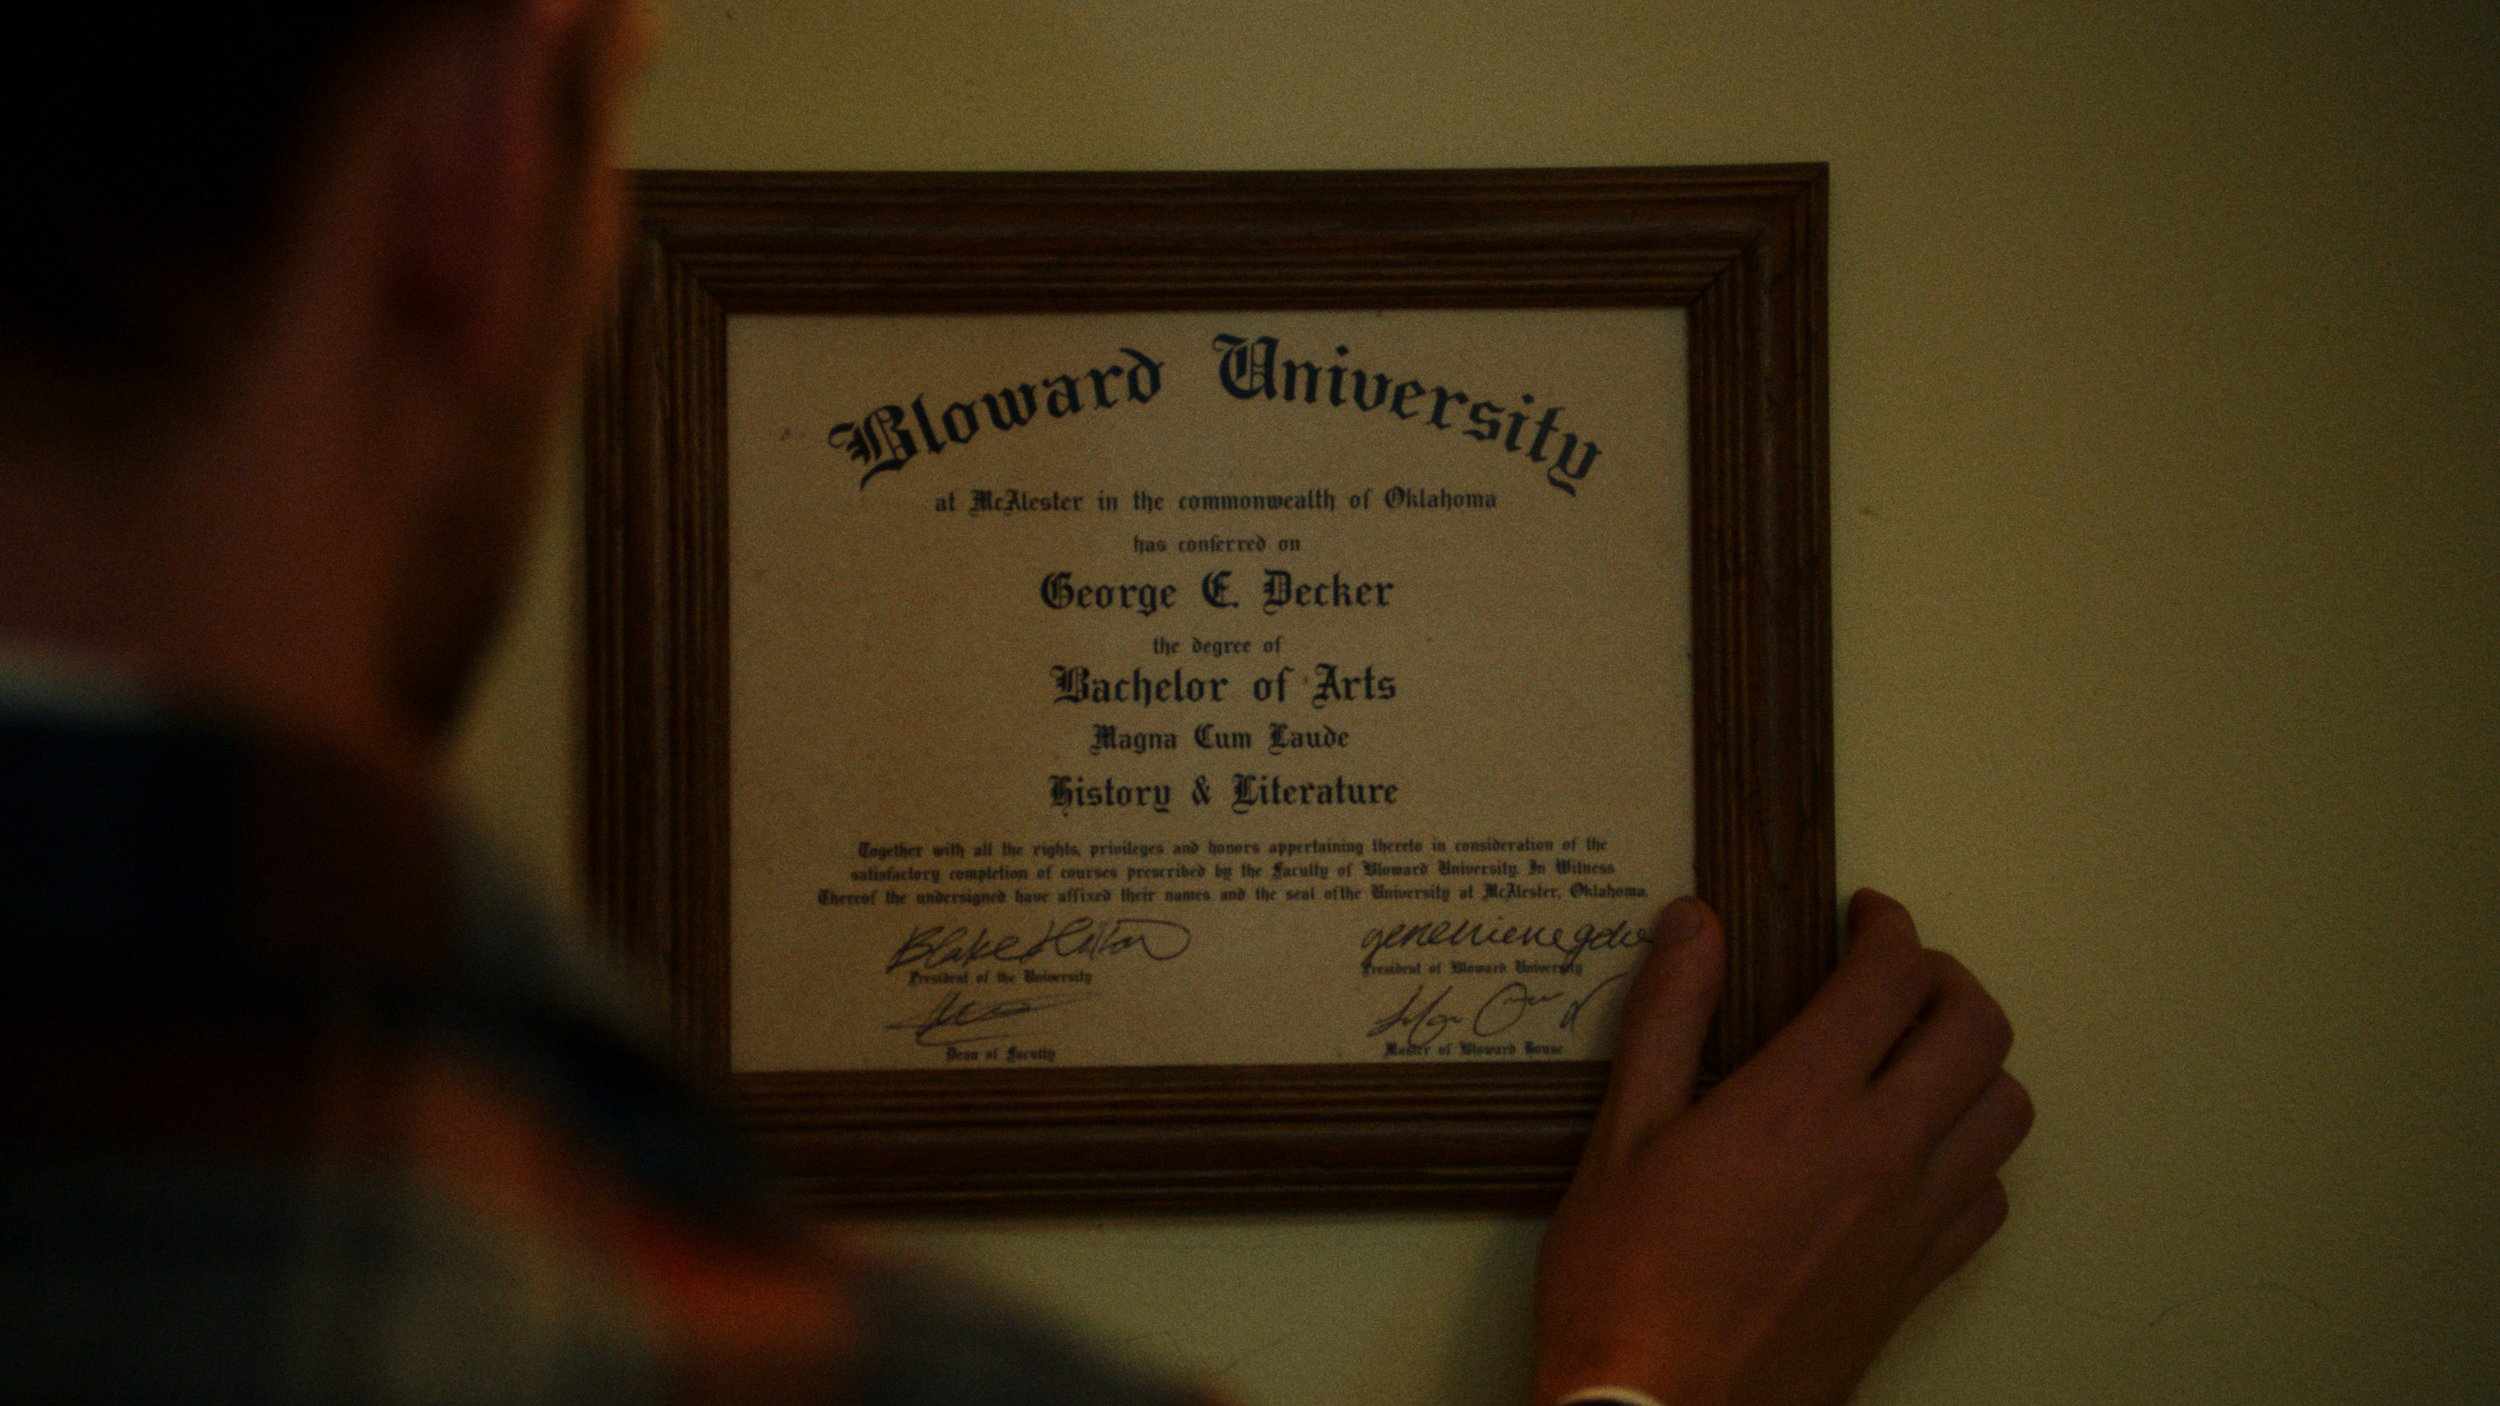 Bloward University
at McAlester in the commonwealth of Oklahoma
has conferred on
George E. Decker
the degree of
Bachelor of Arts
Magna Cum Laude
History & Literature
Together with all the rights, privileges and honors appertaining thereto in consideration of the
satisfactory completion of courses prescribed by the Faculty of Bloward University. In Witness
Thereof the undersigned have affixed their names and the seal ofthe University at McAlester, Oklahoma.
Blake
President of the University
President of Bloward University
Dean of Faculty
Master of Bloward House